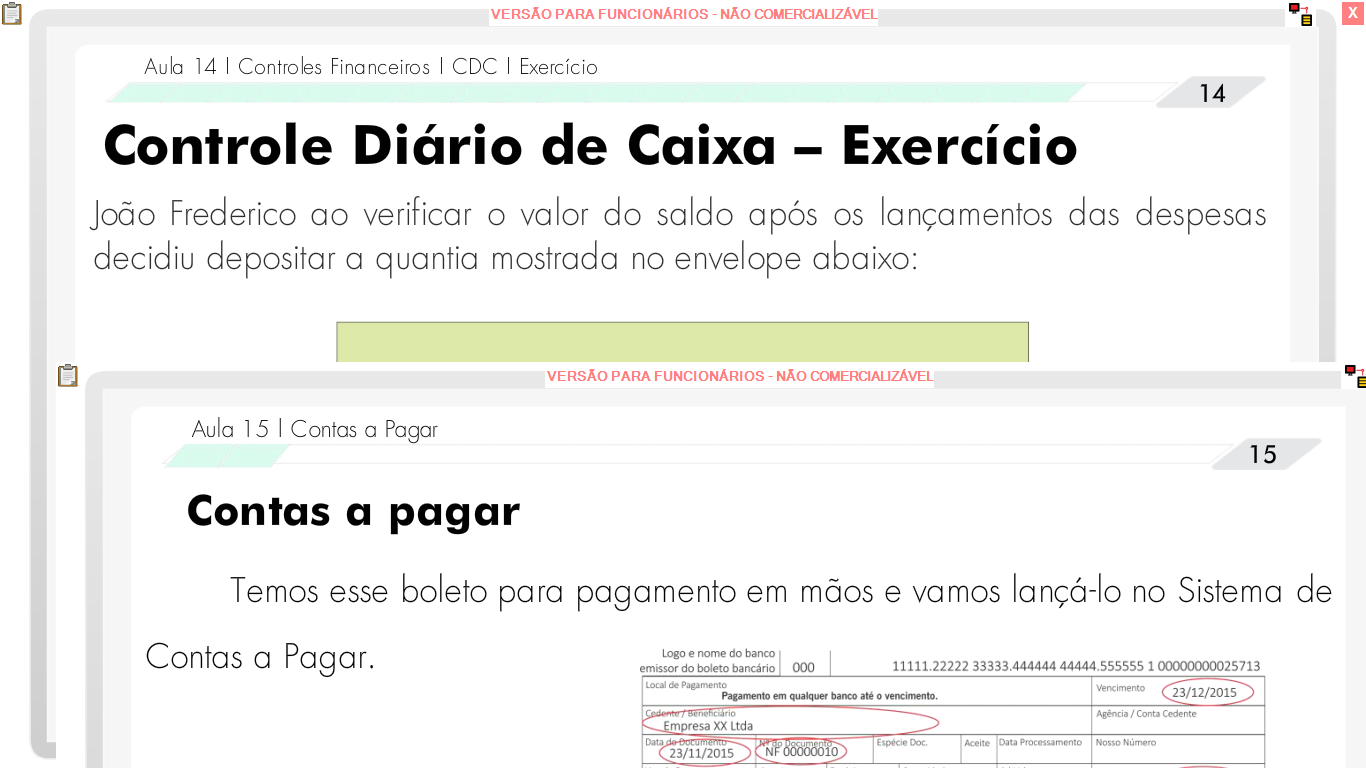 VERSÃO PARA FUNCIONÁRIOS - NÃO COMERCIALIZÁVEL
X
Aula 14 | Controles Financeiros | CDC | Exercício
14
Controle Diário de Caixa – Exercício
João Frederico ao verificar o valor do saldo após os lançamentos das despesas
decidiu depositar a quantia mostrada no envelope abaixo:
VERSÃO PARA FUNCIONÁRIOS - NÃO COMERCIALIZÁVEL
Aula 15 | Contas a Pagar
15
Contas a pagar
Temos esse boleto para pagamento em mãos e vamos lançá-lo no Sistema de
Contas a Pagar.
Logo e nome do banco
emissor do boleto bancário 000 11111.22222 33333.444444 44444.555555 1 00000000025713
Local de Pagamento
Pagamento em qualquer banco até o vencimento.
Vencimento 23/12/2015
Cedente / Beneficiário
Empresa XX Ltda
Agência / Conta Cedente
Data do Documento Nº do Documento Espécie Doc. Aceite Data Processamento Nosso Número
23/11/2015 NF 00000010